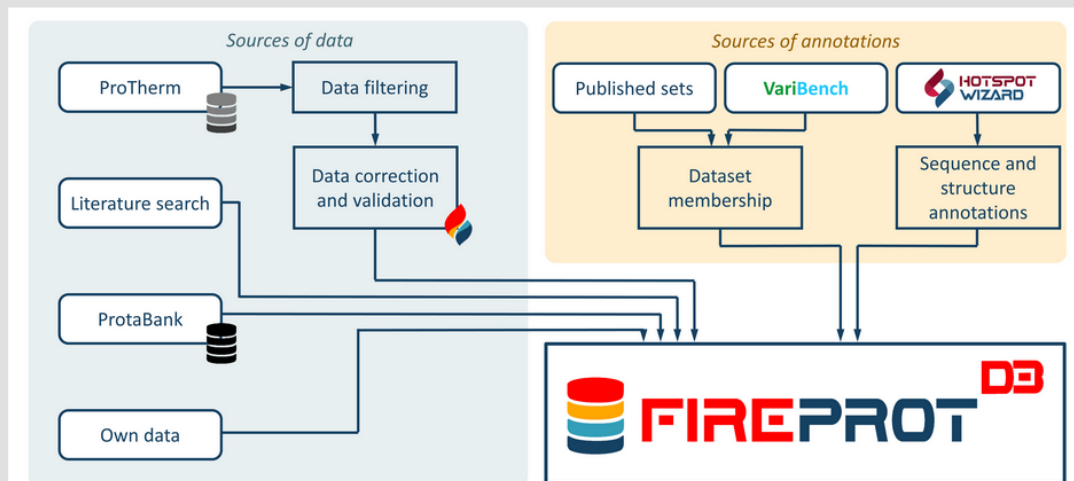 Sources of data
ProTherm
Data filtering
Data correction
and validation
Literature search
ProtaBank
Own data
Sources of annotations
Published sets
VariBench
HOTSPOT
WIZARD
Dataset
membership
Sequence and
structure
annotations
FIREPROT DB